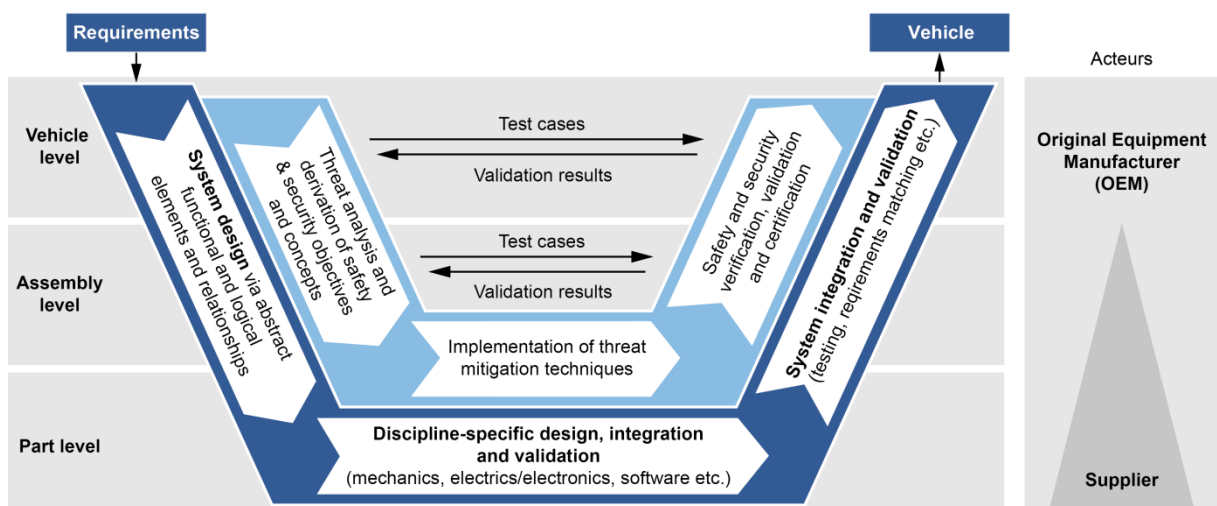 Requirements
Vehicle
Acteurs
Vehicle
level
Assembly
level
Part level
System design via abstract
functional and logical
elements and relationships
Threat analysis and
derivation of safety
& security objectives
and concepts
Test cases
Validation results
Test cases
Validation results
Implementation of threat
mitigation techniques
Safety and security
verification, validation
and certification
System integration and validation
(testing, reqirements matching etc.)
Discipline-specific design, integration
and validation
(mechanics, electrics/electronics, software etc.)
Original Equipment
Manufacturer
(OEM)
Supplier